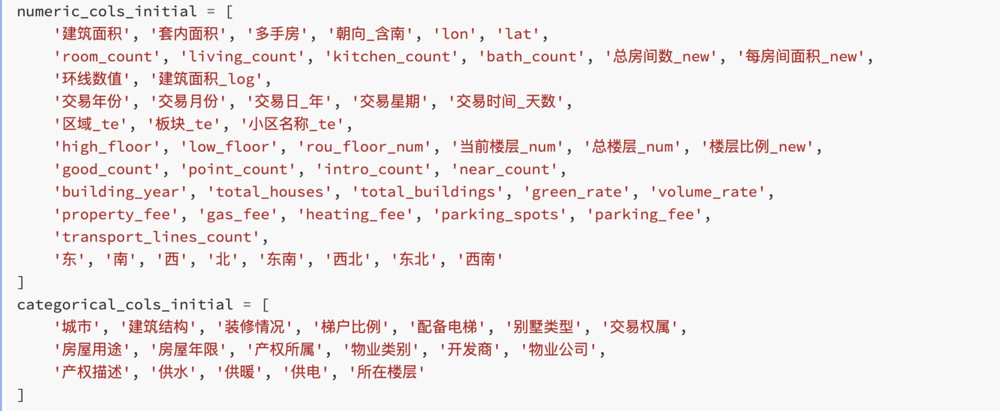 numeric_cols_initial = [
    '建筑面积', '套内面积', '多手房', '朝向_含南', 'lon', 'lat',
    'room_count', 'living_count', 'kitchen_count', 'bath_count', '总房间数_new', '每房间面积_new',
    '环线数值', '建筑面积_log',
    '交易年份', '交易月份', '交易日_年', '交易星期', '交易时间_天数',
    '区域_te', '板块_te', '小区名称_te',
    'high_floor', 'low_floor', 'rou_floor_num', '当前楼层_num', '总楼层_num', '楼层比例_new',
    'good_count', 'point_count', 'intro_count', 'near_count',
    'building_year', 'total_houses', 'total_buildings', 'green_rate', 'volume_rate',
    'property_fee', 'gas_fee', 'heating_fee', 'parking_spots', 'parking_fee',
    'transport_lines_count',
    '东', '南', '西', '北', '东南', '西北', '东北', '西南'
]
categorical_cols_initial = [
    '城市', '建筑结构', '装修情况', '梯户比例', '配备电梯', '别墅类型', '交易权属',
    '房屋用途', '房屋年限', '产权所属', '物业类别', '开发商', '物业公司',
    '产权描述', '供水', '供暖', '供电', '所在楼层'
]